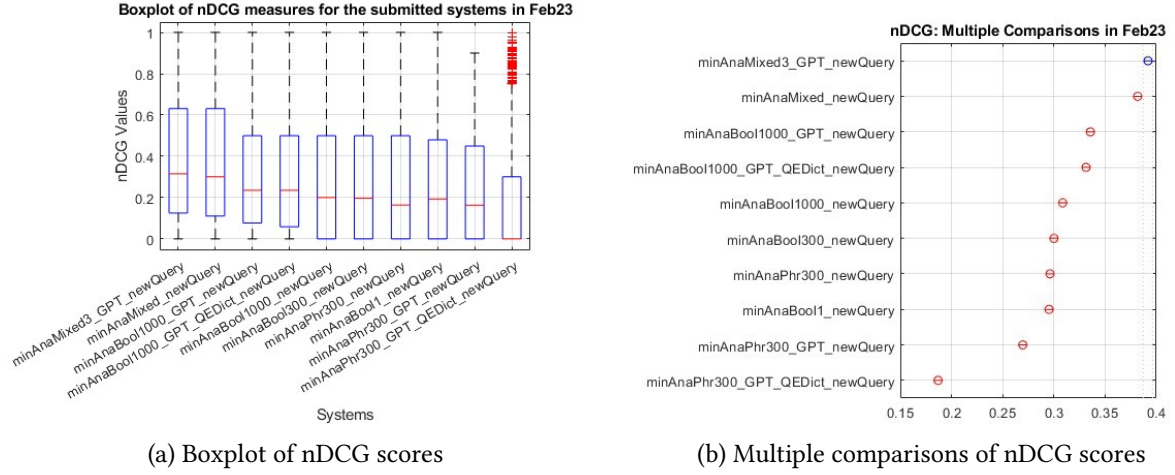 Boxplot of nDCG measures for the submitted systems in Feb23
nDCG Values
1
0.8
0.6
0.4
0.2
0
minAnaMixed3_GPT_newQuery
minAnaMixed_newQuery
minAnaBool1000_GPT_newQuery
minAnaBool1000_GPT_QEDict_newQuery
minAnaBool1000_newQuery
minAnaBool300_newQuery
minAnaPhr300_newQuery
minAnaBool1_newQuery
minAnaPhr300_GPT_newQuery
minAnaPhr300_GPT_QEDict_newQuery
Systems
(a) Boxplot of nDCG scores
nDCG: Multiple Comparisons in Feb23
minAnaMixed3_GPT_newQuery
minAnaMixed_newQuery
minAnaBool1000_GPT_newQuery
minAnaBool1000_GPT_QEDict_newQuery
minAnaBool1000_newQuery
minAnaBool300_newQuery
minAnaPhr300_newQuery
minAnaBool1_newQuery
minAnaPhr300_GPT_newQuery
minAnaPhr300_GPT_QEDict_newQuery
0.15 0.2 0.25 0.3 0.35 0.4
(b) Multiple comparisons of nDCG scores